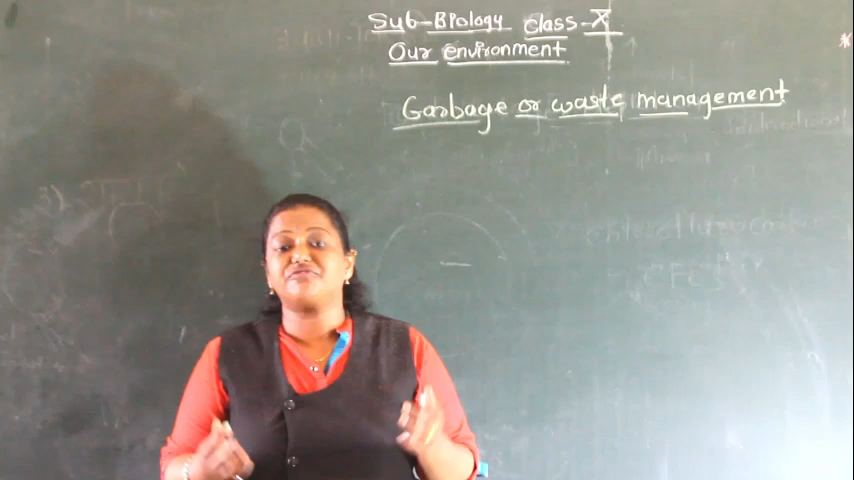 Sub-Biology class-X
Our environment
Garbage or waste management